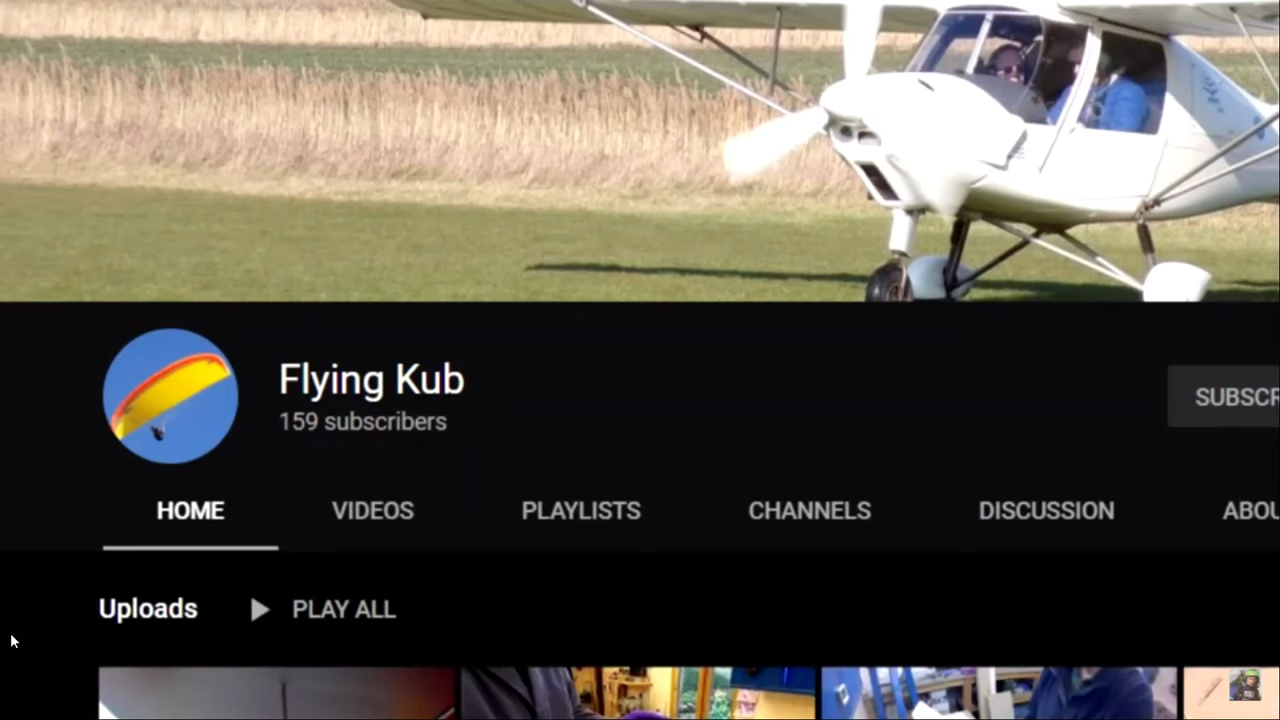 Flying Kub
159 subscribers
SUBSCR
HOME VIDEOS PLAYLISTS CHANNELS DISCUSSION ABOU
Uploads PLAY ALL